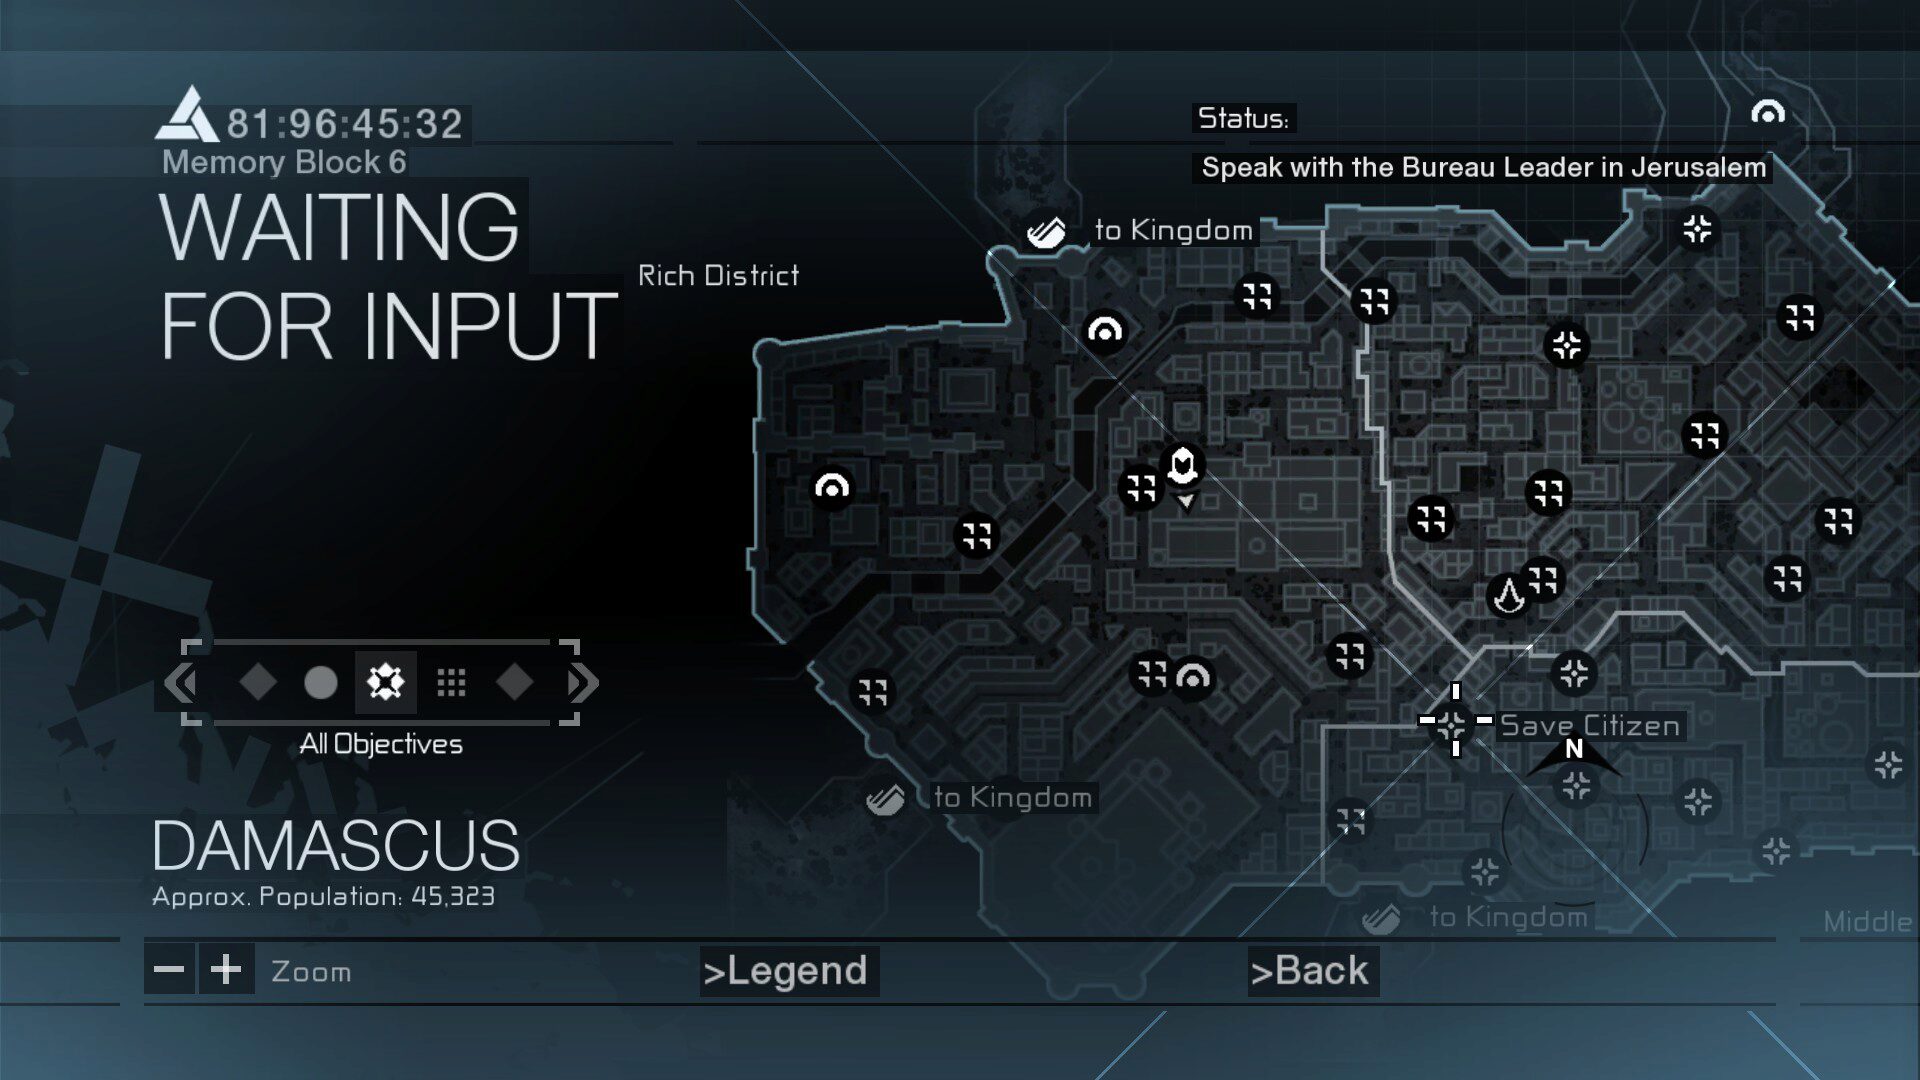 81:96:45:32
Memory Block 6
WAITING
FOR INPUT
Status:
Speak with the Bureau Leader in Jerusalem
to Kingdom
Rich District
Save Citizen
N
All Objectives
to Kingdom
DAMASCUS
Approx. Population: 45,323
to Kingdom
Middle
Zoom
>Legend
>Back